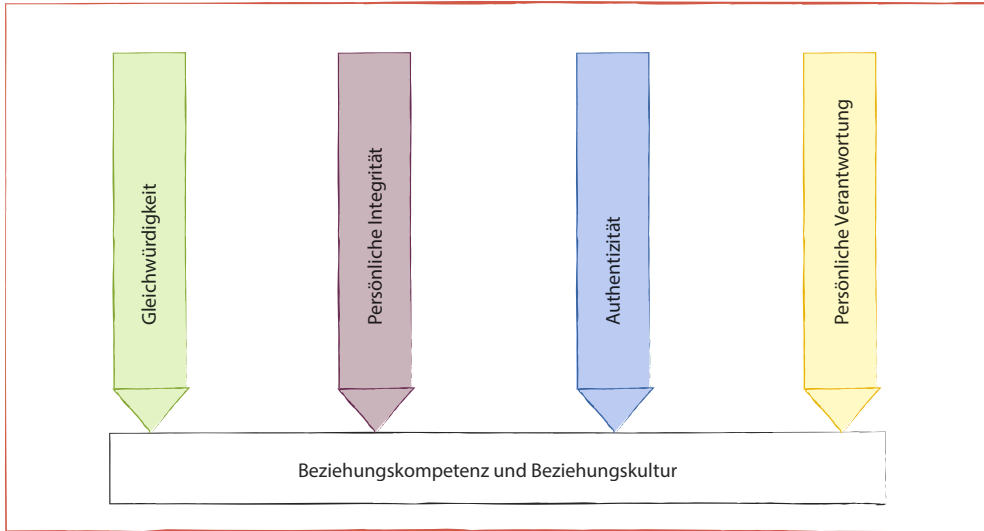 Gleichwürdigkeit
Persönliche Integrität
Authentizität
Persönliche Verantwortung
Beziehungskompetenz und Beziehungskultur